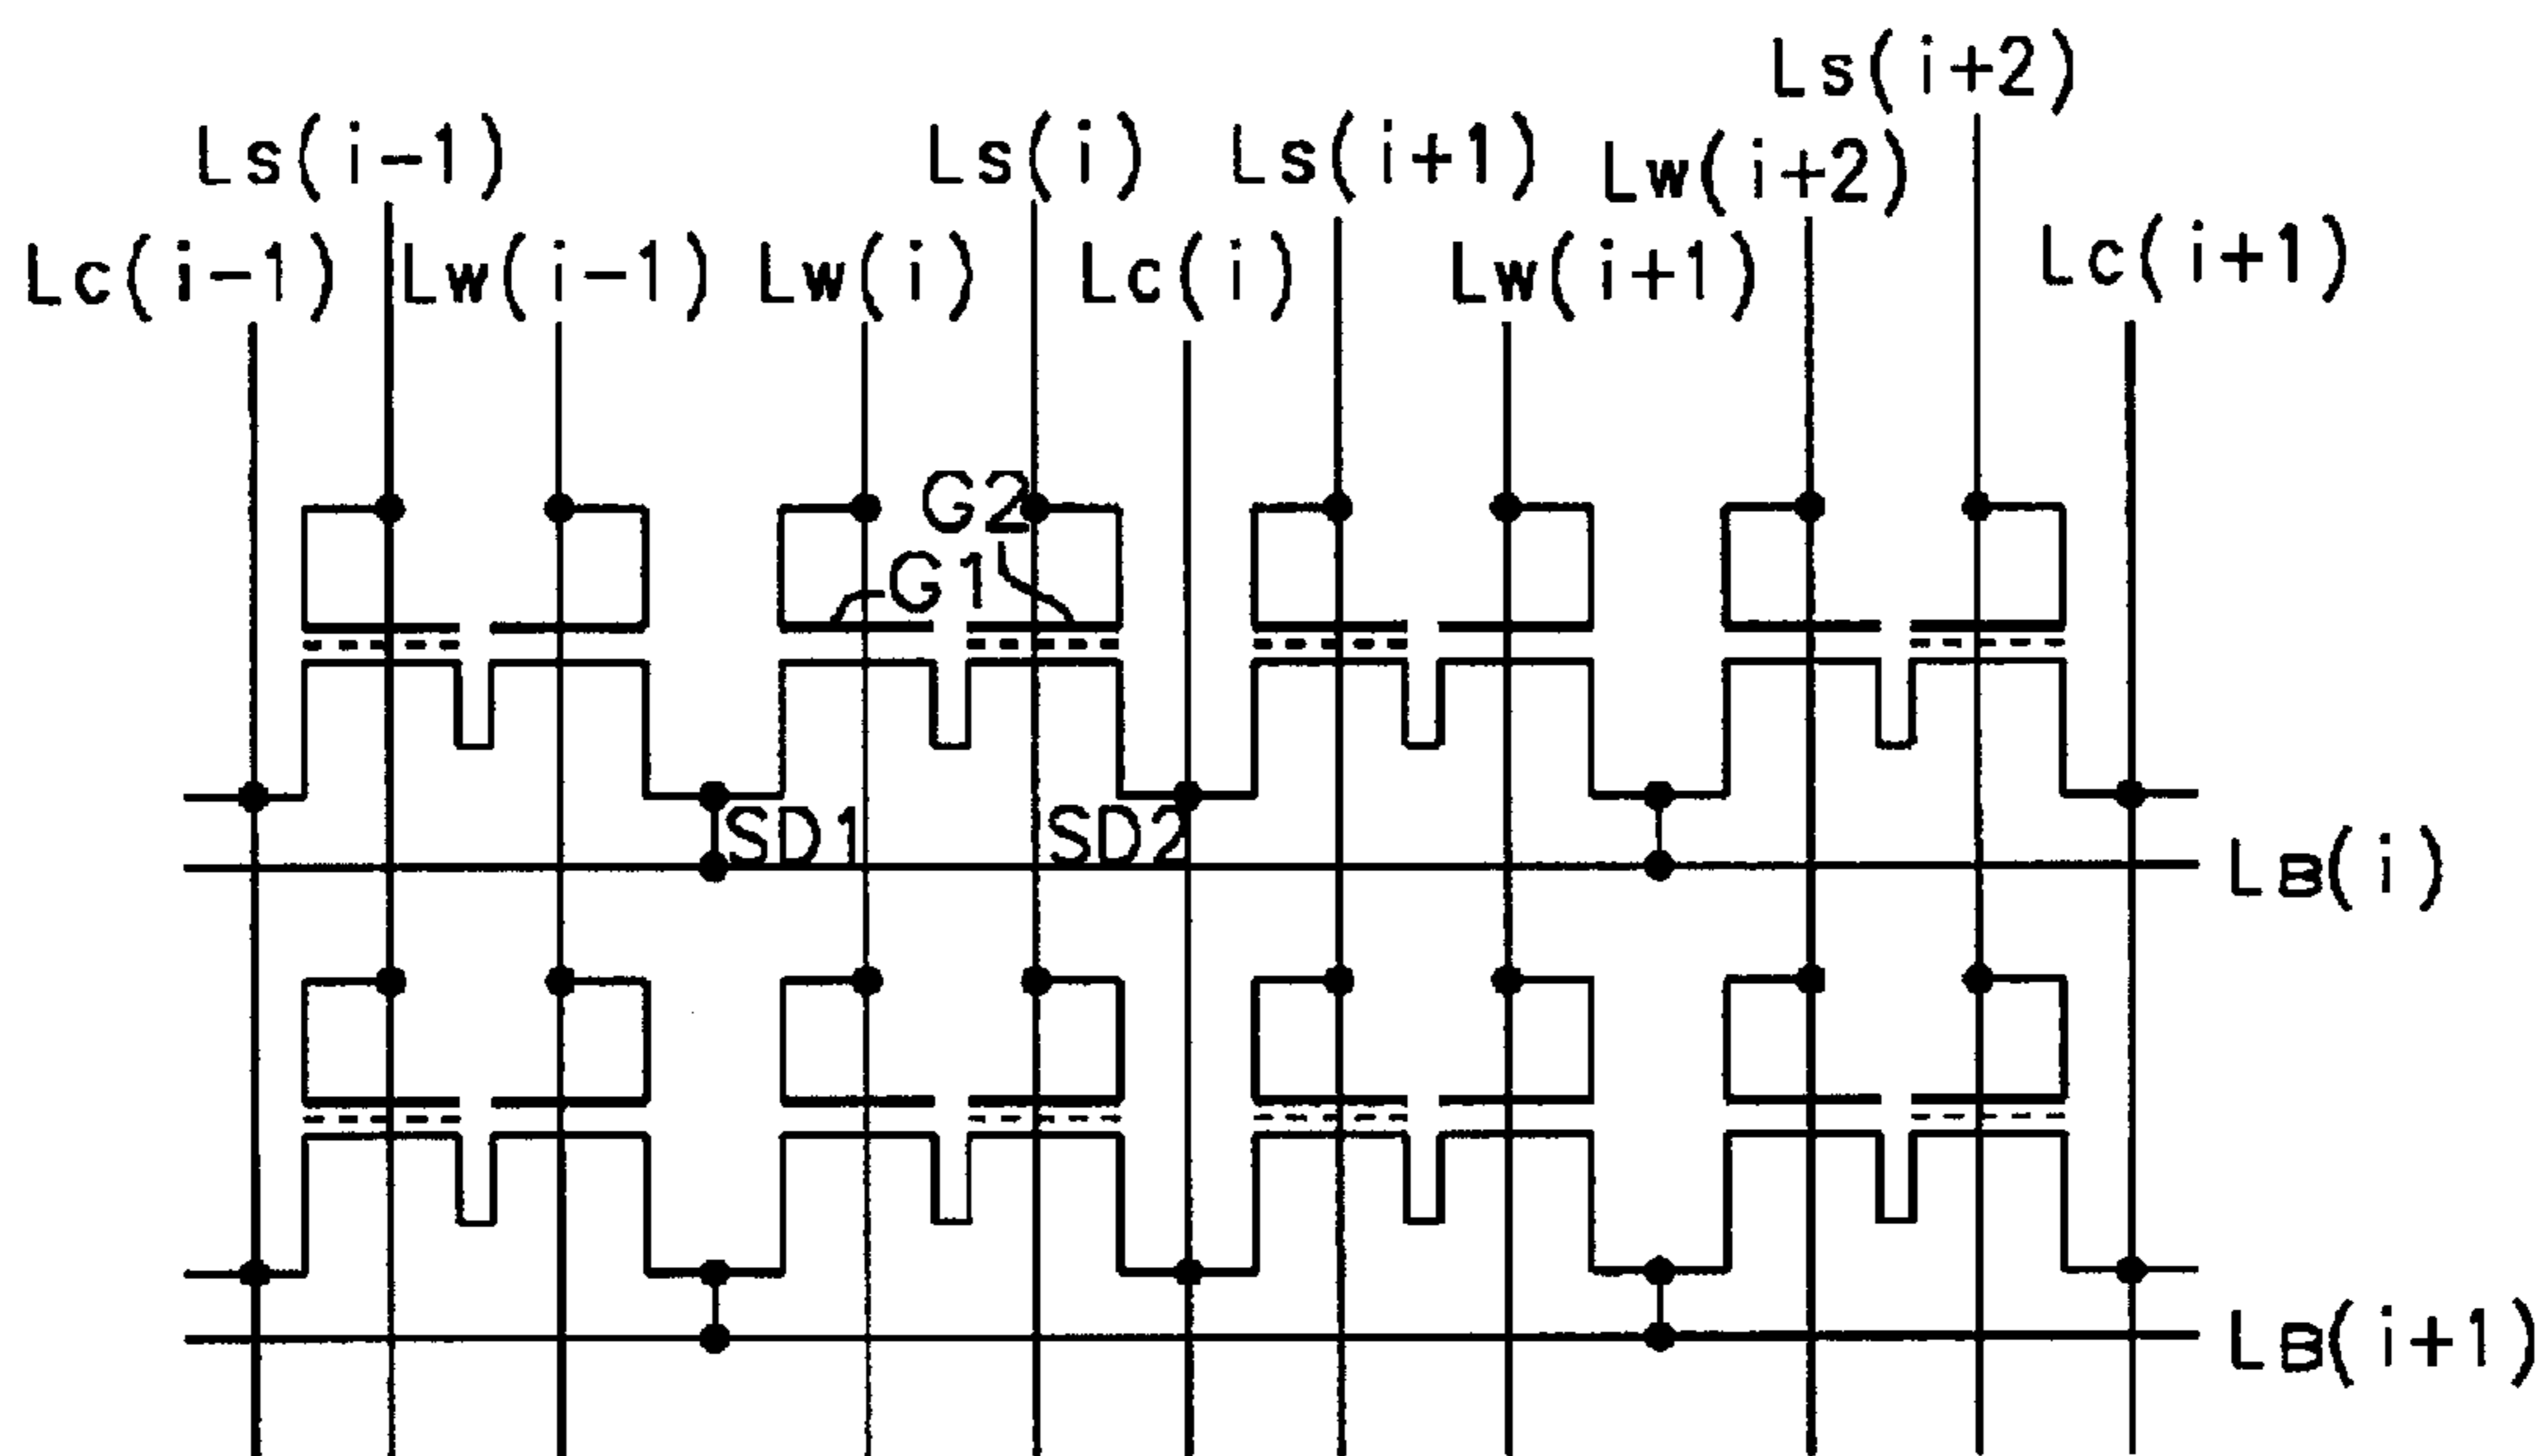 Ls(i+2)
Ls(i-1) Ls(i) Ls(i+1) Lw(i+2)
Lc(i-1) Lw(i-1) Lw(i) Lc(i) Lw(i+1) Lc(i+1)
G2
G1
SD1 SD2
LB(i)
LB(i+1)